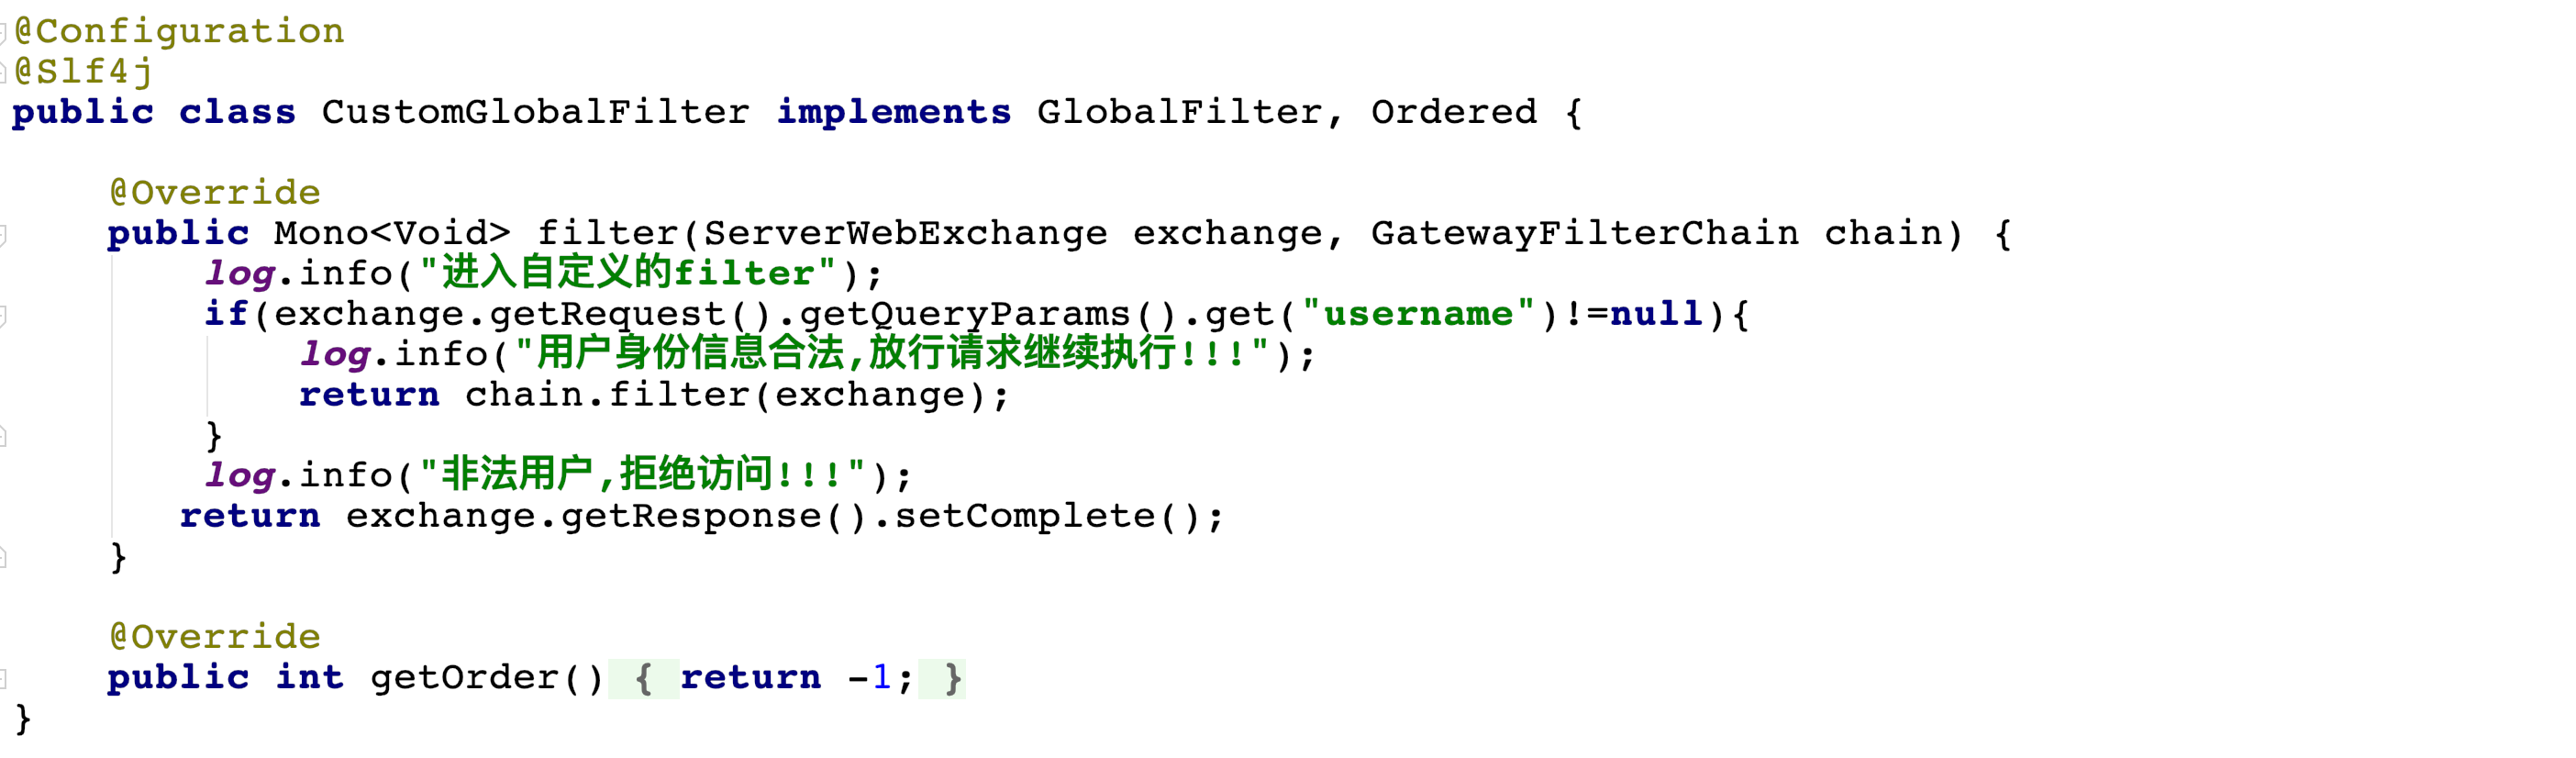 @Configuration
@Slf4j
public class CustomGlobalFilter implements GlobalFilter, Ordered {
@Override
public Mono<Void> filter(ServerWebExchange exchange, GatewayFilterChain chain) {
log.info("进入自定义的filter");
if(exchange.getRequest().getQueryParams().get("username")!=null){
log.info("用户身份信息合法,放行请求继续执行!!!");
return chain.filter(exchange);
}
log.info("非法用户,拒绝访问!!!");
return exchange.getResponse().setComplete();
}
@Override
public int getOrder() { return -1; }
}